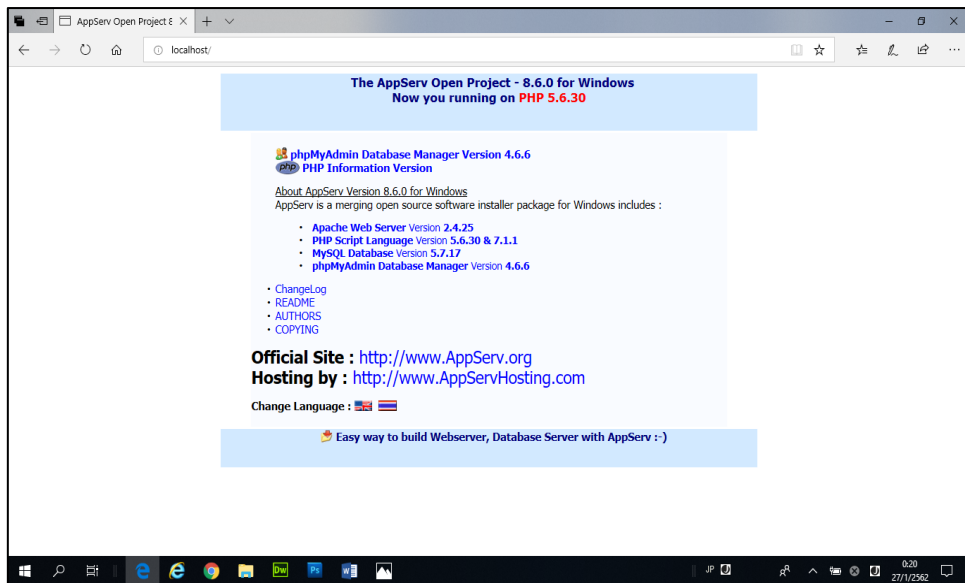 AppServ Open Project 8
localhost/
The AppServ Open Project - 8.6.0 for Windows
Now you running on PHP 5.6.30
phpMyAdmin Database Manager Version 4.6.6
php PHP Information Version
About AppServ Version 8.6.0 for Windows
AppServ is a merging open source software installer package for Windows includes :
• Apache Web Server Version 2.4.25
• PHP Script Language Version 5.6.30 & 7.1.1
• MySQL Database Version 5.7.17
• phpMyAdmin Database Manager Version 4.6.6
• ChangeLog
• README
• AUTHORS
• COPYING
Official Site : http://www.AppServ.org
Hosting by : http://www.AppServHosting.com
Change Language :
Easy way to build Webserver, Database Server with AppServ :-)
Dw
Ps
JP
0:20
27/1/2562